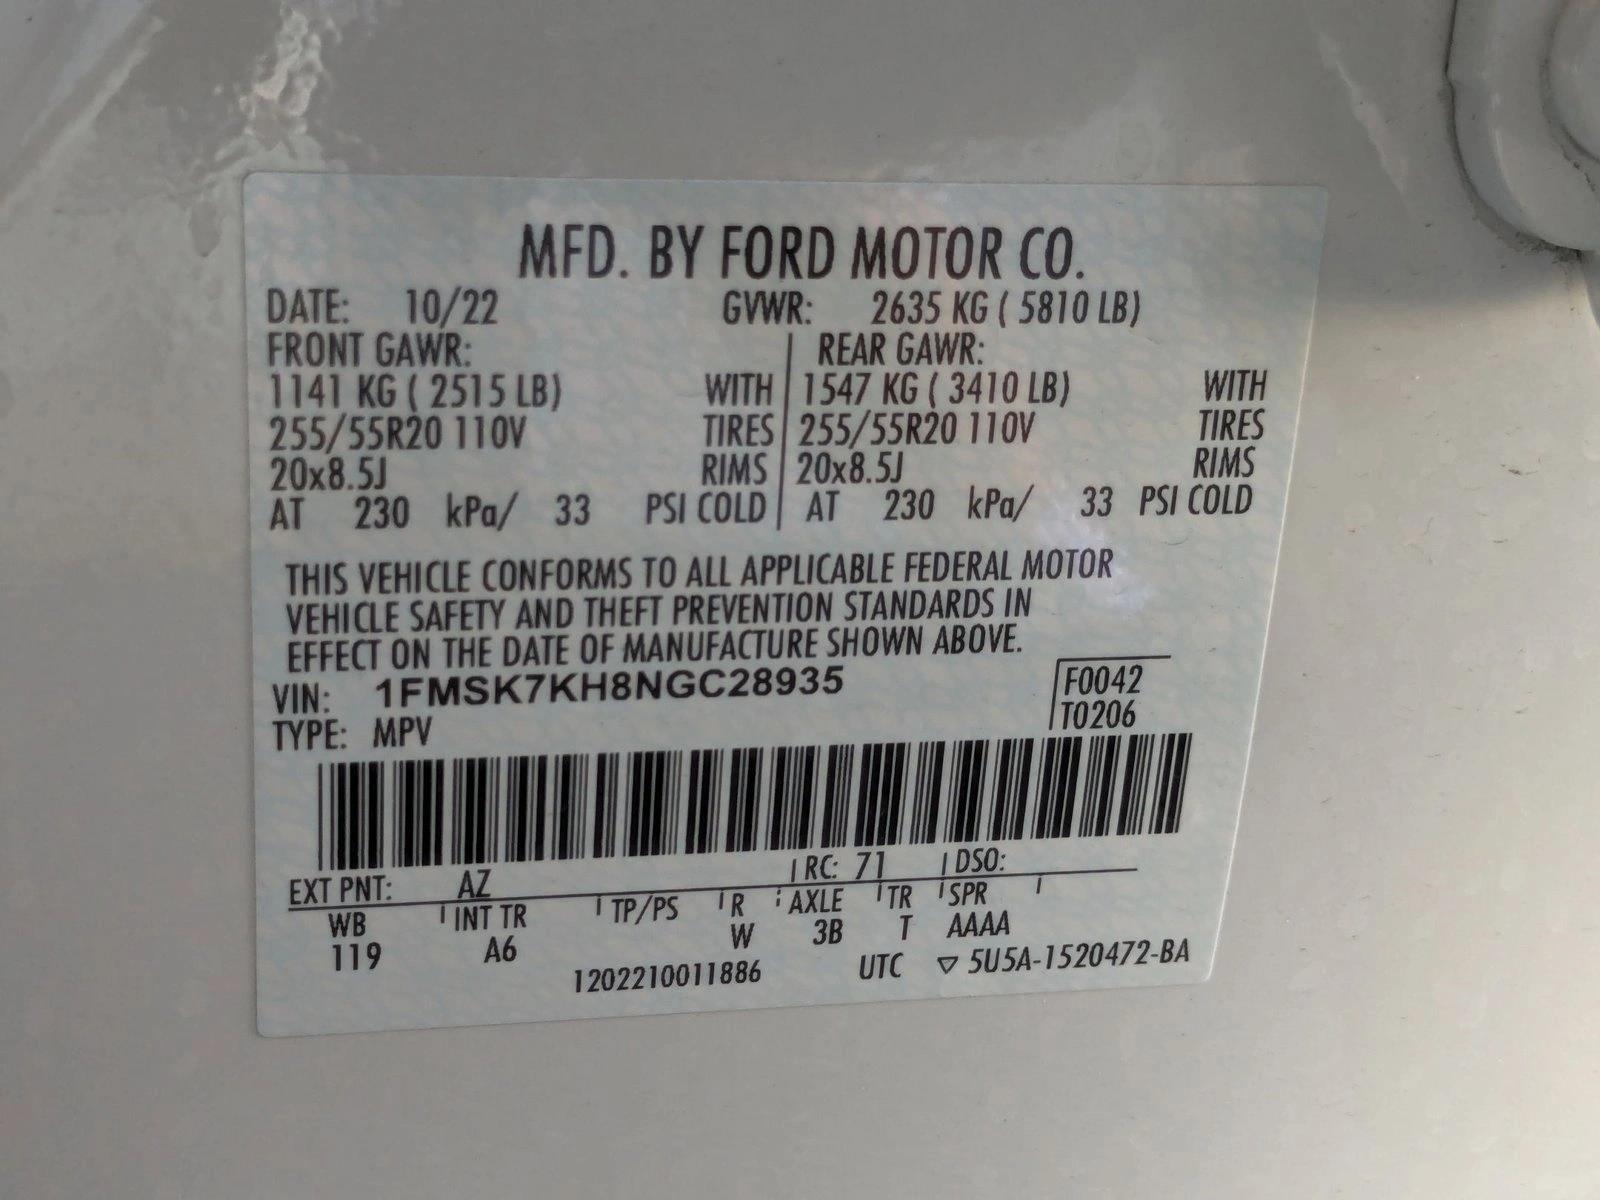 MFD. BY FORD MOTOR CO.
DATE: 10/22 GVWR: 2635 KG ( 5810 LB)
FRONT GAWR: REAR GAWR:
1141 KG ( 2515 LB) WITH 1547 KG ( 3410 LB) WITH
255/55R20 110V TIRES 255/55R20 110V TIRES
20x8.5J RIMS 20x8.5J RIMS
AT 230 kPa/ 33 PSI COLD AT 230 kPa/ 33 PSI COLD
THIS VEHICLE CONFORMS TO ALL APPLICABLE FEDERAL MOTOR
VEHICLE SAFETY AND THEFT PREVENTION STANDARDS IN
EFFECT ON THE DATE OF MANUFACTURE SHOWN ABOVE.
VIN: 1FMSK7KH8NGC28935 F0042
TYPE: MPV T0206
EXT PNT: AZ RC: 71 DSO:
WB INT TR TP/PS R AXLE TR SPR
119 A6 W 3B T AAAA
1202210011886 UTC ▽ 5U5A-1520472-BA